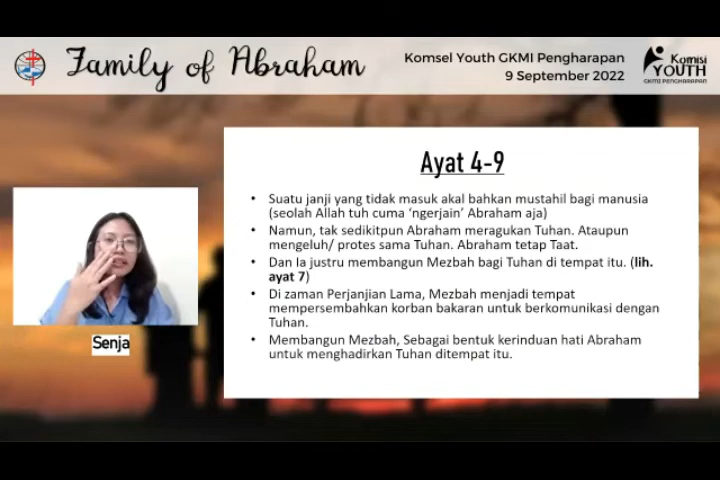 Family of Abraham
Komsel Youth GKMI Pengharapan
9 September 2022
Komisi
YOUTH
GKMI PENGHARAPAN
Ayat 4-9
• Suatu janji yang tidak masuk akal bahkan mustahil bagi manusia
(seolah Allah tuh cuma ‘ngerjain’ Abraham aja)
• Namun, tak sedikitpun Abraham meragukan Tuhan. Ataupun
mengeluh/ protes sama Tuhan. Abraham tetap Taat.
• Dan Ia justru membangun Mezbah bagi Tuhan di tempat itu. (lih.
ayat 7)
• Di zaman Perjanjian Lama, Mezbah menjadi tempat
mempersembahkan korban bakaran untuk berkomunikasi dengan
Tuhan.
• Membangun Mezbah, Sebagai bentuk kerinduan hati Abraham
untuk menghadirkan Tuhan ditempat itu.
Senja